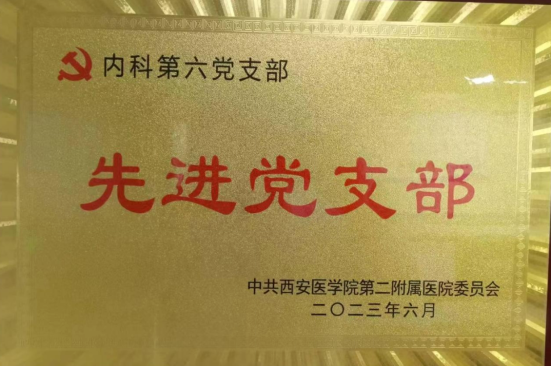 内科第六党支部
先进党支部
中共西安医学院第二附属医院委员会
二〇二三年六月